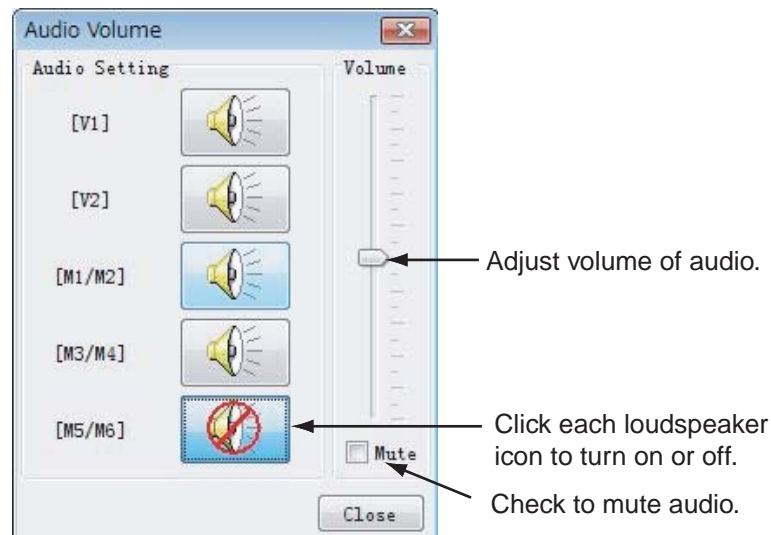 Audio Volume
Audio Setting
Volume
[V1]
[V2]
[M1/M2]
[M3/M4]
[M5/M6]
Mute
Close
Adjust volume of audio.
Click each loudspeaker
icon to turn on or off.
Check to mute audio.